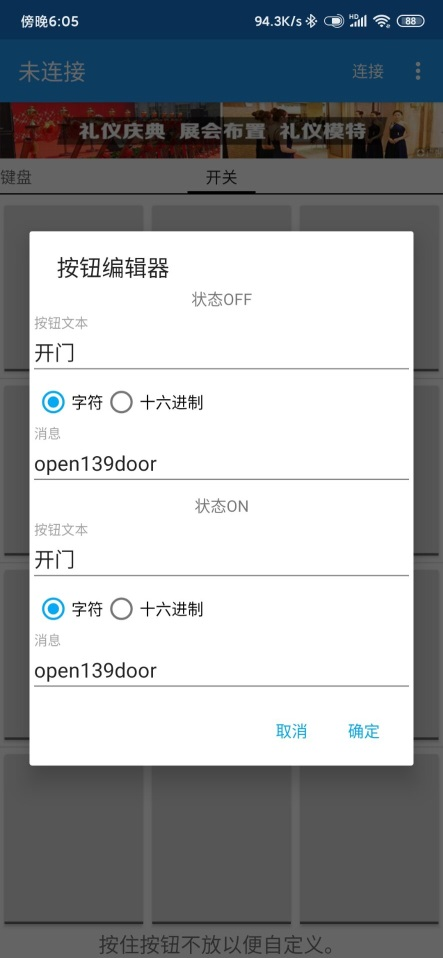 傍晚6:05
94.3K/s
HD
88
未连接
连接
礼仪庆典 展会布置 礼仪模特
键盘
开关
按钮编辑器
状态OFF
按钮文本
开门
字符
十六进制
消息
open139door
状态ON
按钮文本
开门
字符
十六进制
消息
open139door
取消
确定
按住按钮不放以便自定义。